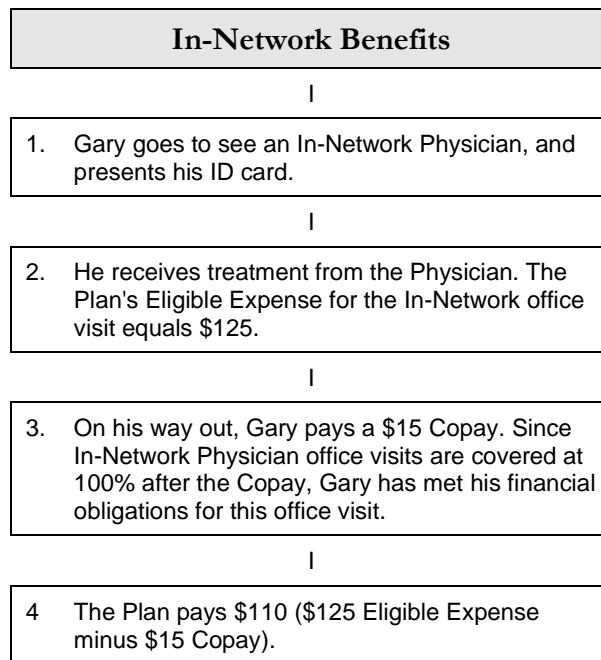 In-Network Benefits
I
1. Gary goes to see an In-Network Physician, and
presents his ID card.
I
2. He receives treatment from the Physician. The
Plan's Eligible Expense for the In-Network office
visit equals $125.
I
3. On his way out, Gary pays a $15 Copay. Since
In-Network Physician office visits are covered at
100% after the Copay, Gary has met his financial
obligations for this office visit.
I
4 The Plan pays $110 ($125 Eligible Expense
minus $15 Copay).